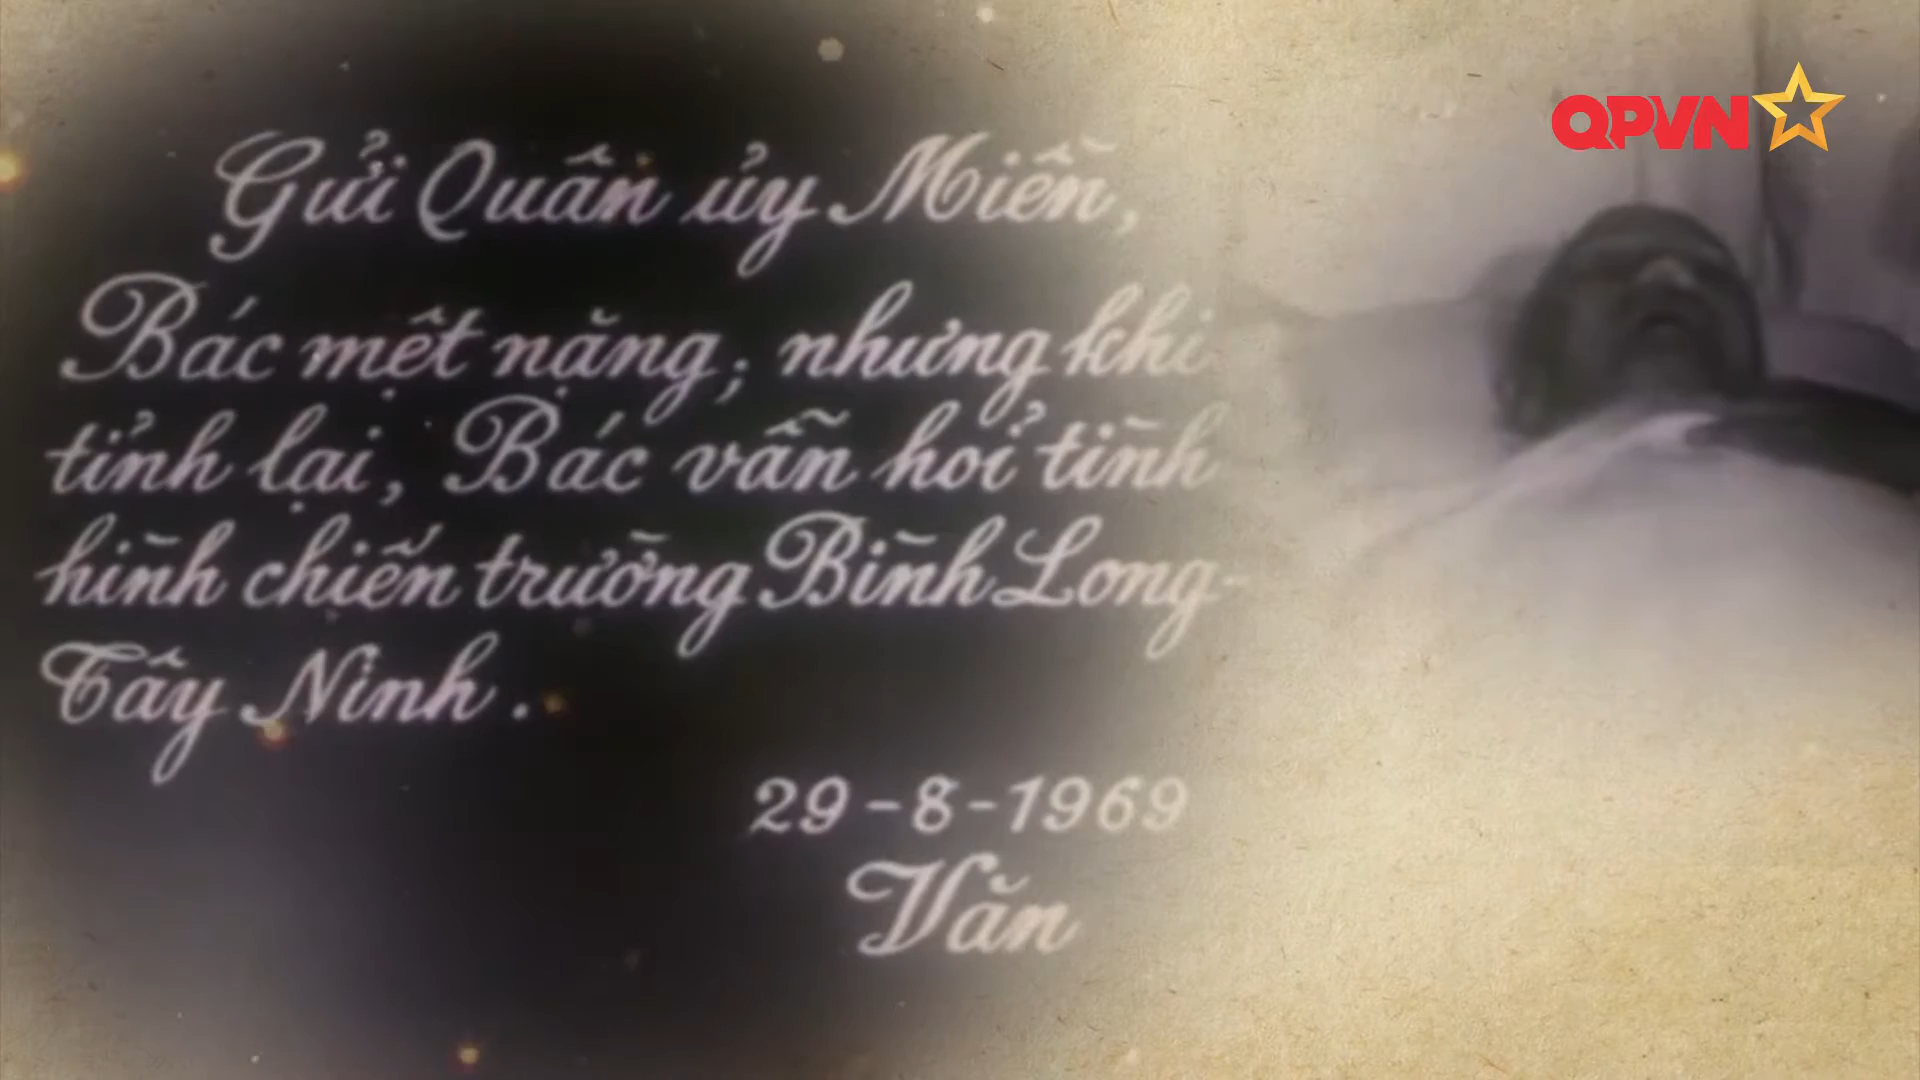 QPVN
Gửi Quân ủy Miền,
Bác mệt nặng; nhưng khi
tỉnh lại, Bác vẫn hỏi tình
hình chiến trường Bình Long-
Tây Ninh.
29-8-1969
Văn